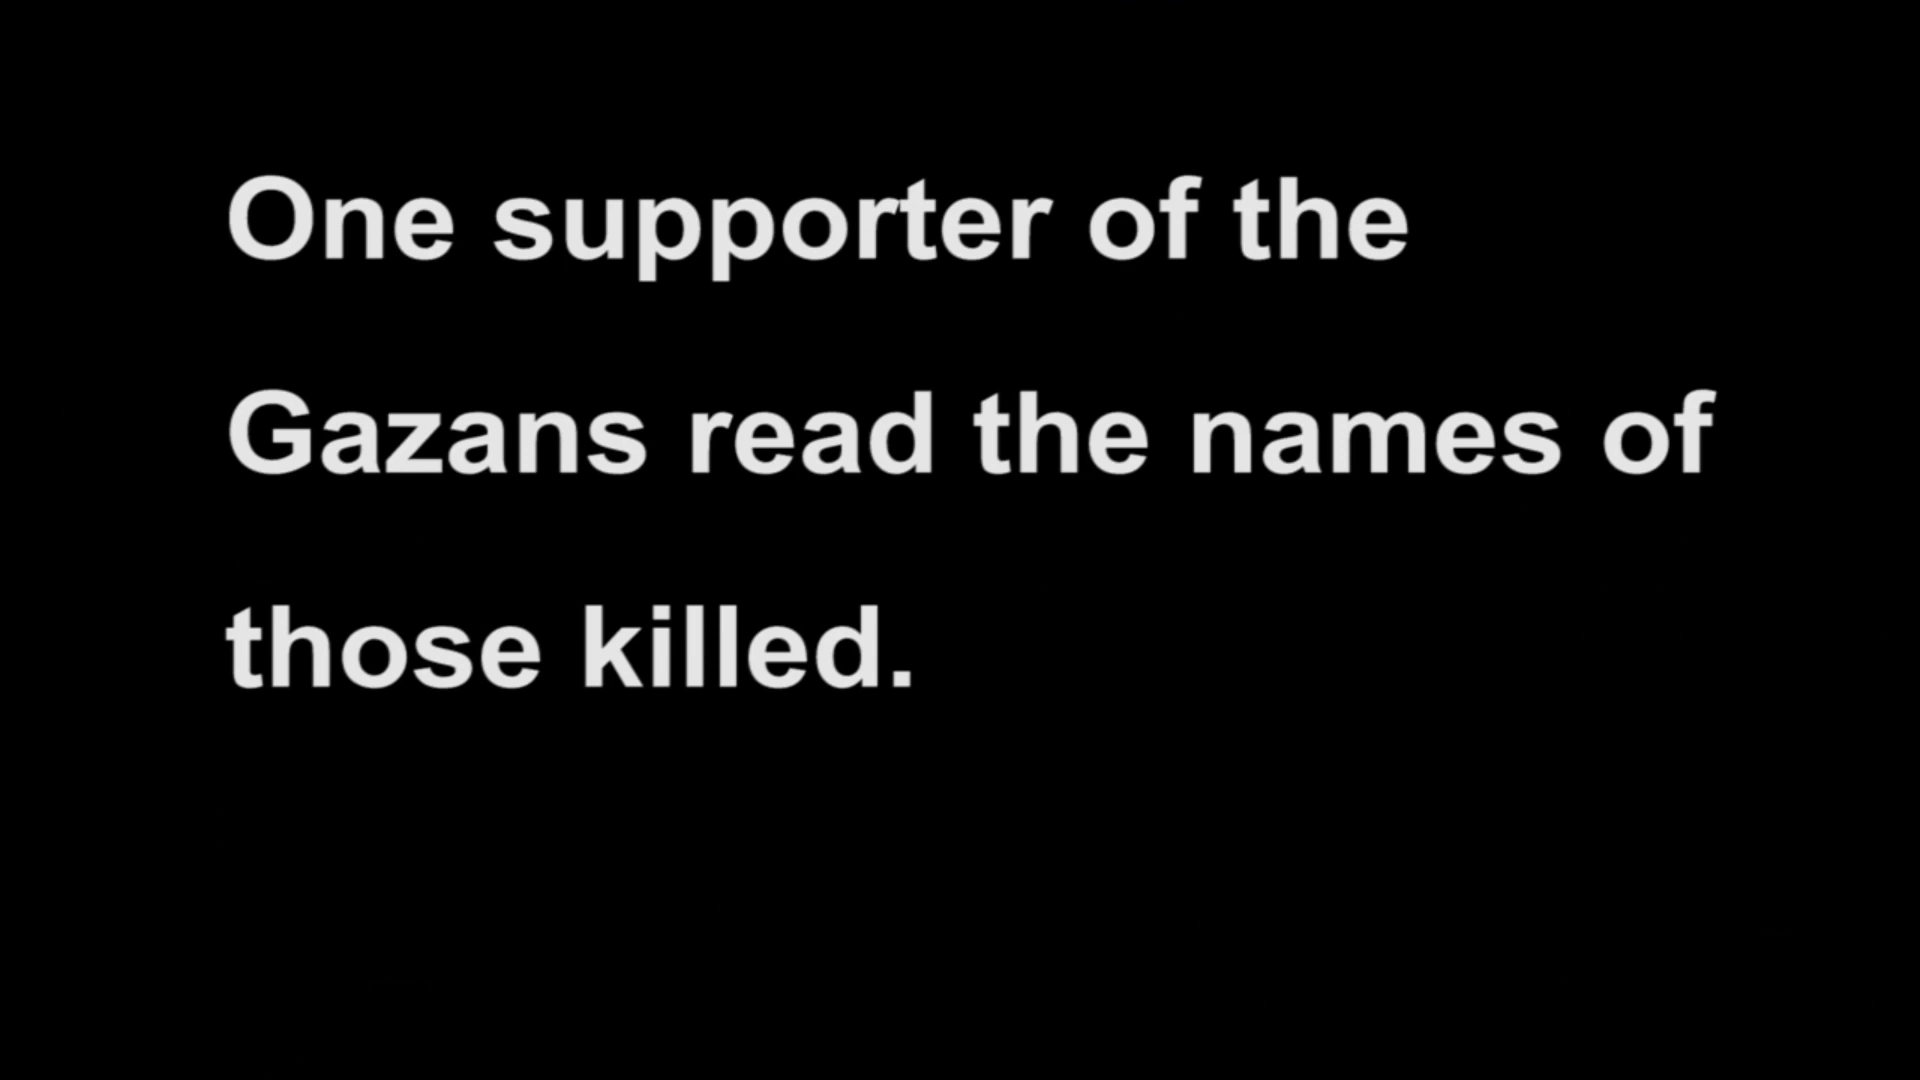 One supporter of the
Gazans read the names of
those killed.